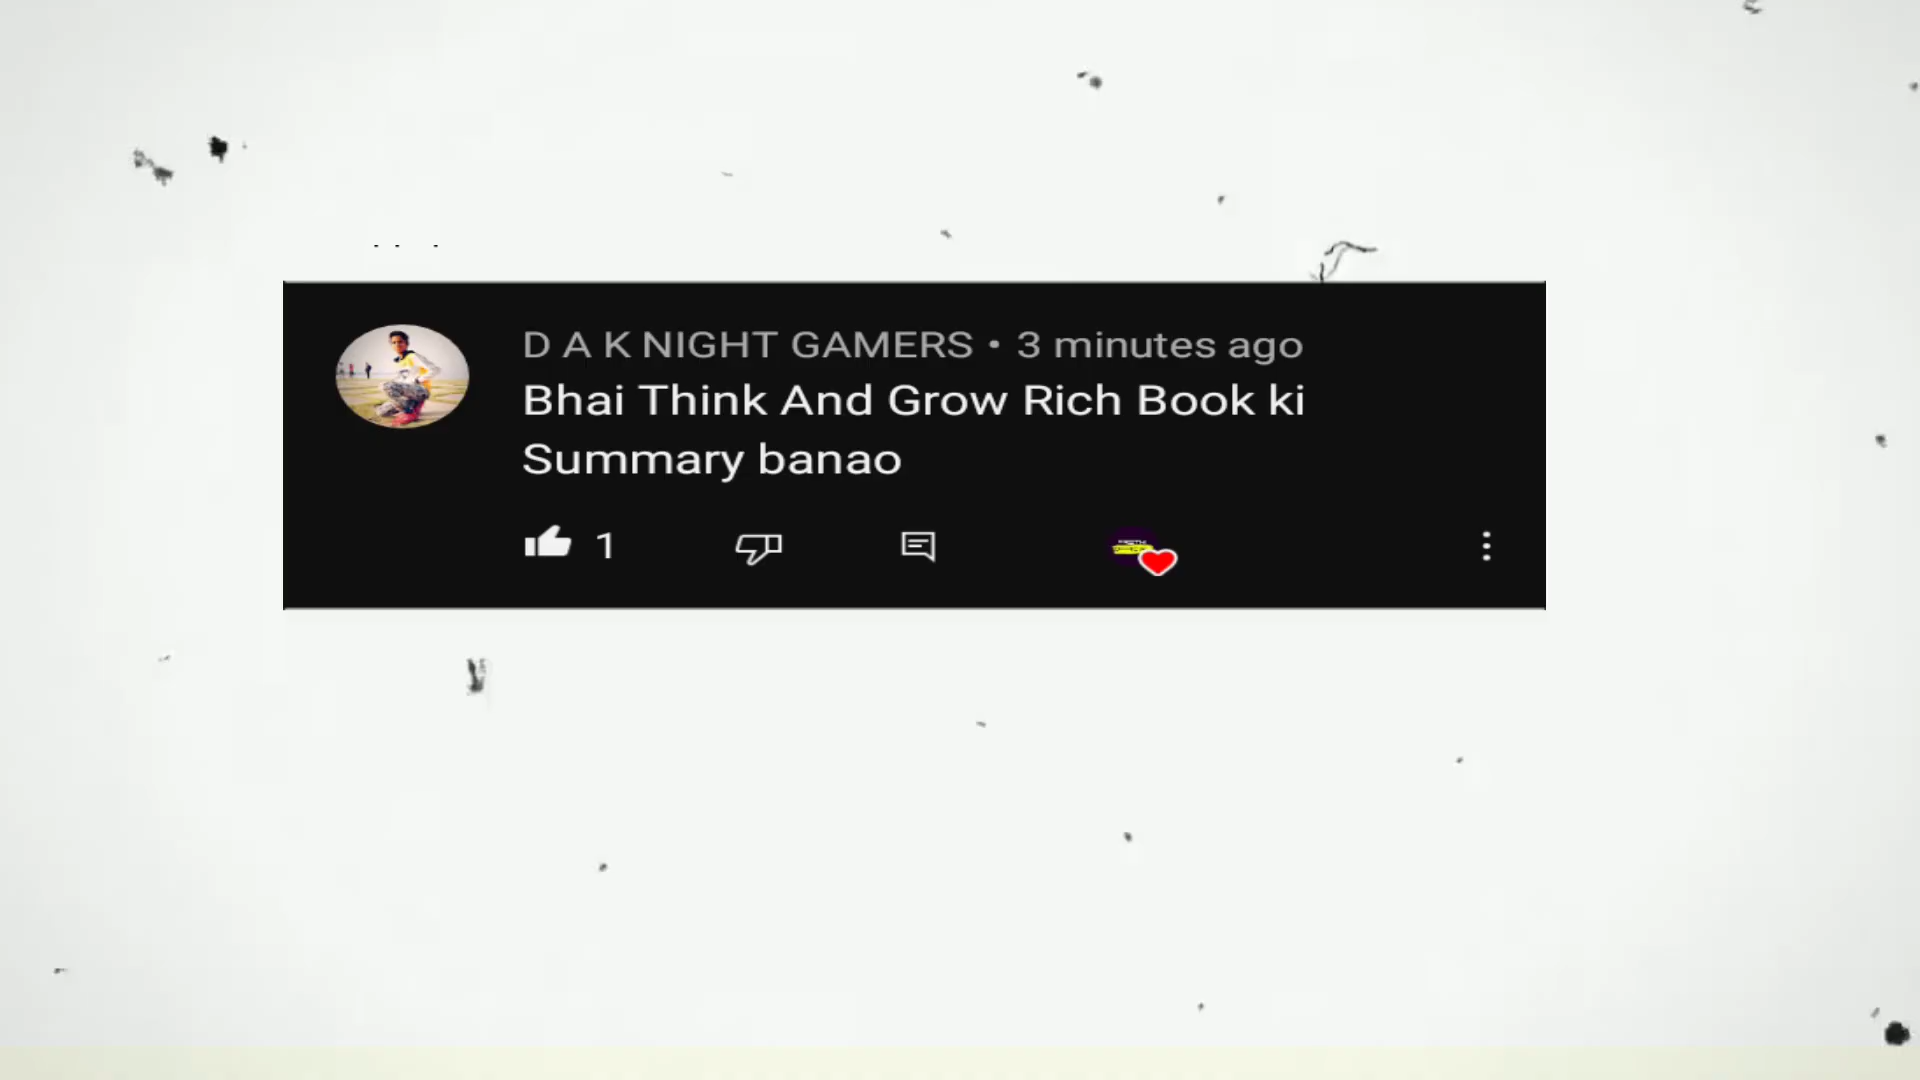 D A K NIGHT GAMERS • 3 minutes ago
Bhai Think And Grow Rich Book ki
Summary banao
1